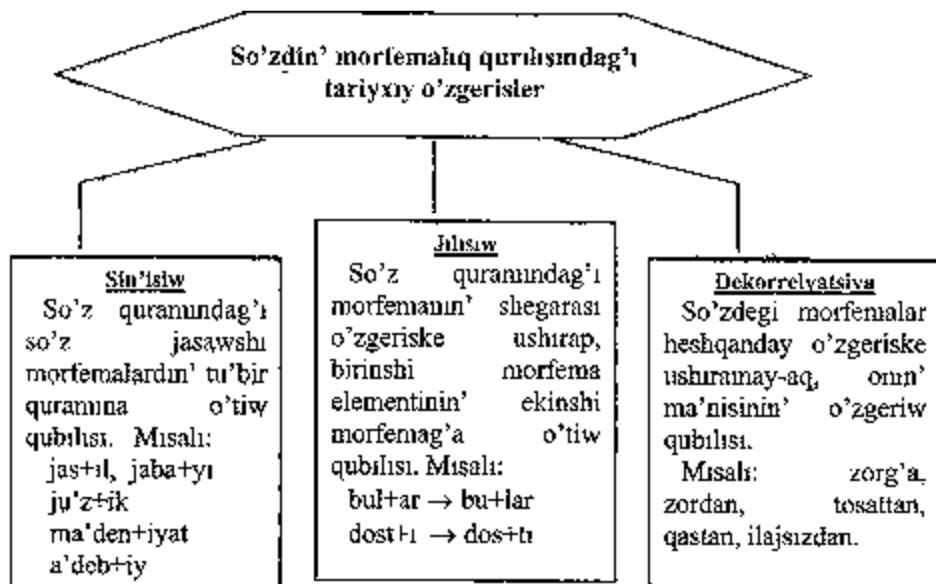 So’zdin’ morfemalıq qurılısındag’ı
tariyxıy o’zgerisler
Sin’isiw
So’z quramındag’ı
so’z jasawshı
morfemalardın’ tu’bir
quramına o’tiw
qubılısı. Mısalı:
jas+ıl, jaba+yı
ju’z+ik
ma’den+iyat
a’deb+iy
Jılısıw
So’z quramındag’ı
morfemanın’ shegarası
o’zgeriske ushırap,
birinshi morfema
elementinin’ ekinshi
morfemag’a o’tiw
qubılısı. Mısalı:
bul+ar → bu+lar
dost+ı → dos+tı
Dekorrelyatsiya
So’zdegi morfemalar
heshqanday o’zgeriske
ushıramay-aq, onın’
ma’nisinin’ o’zgeriw
qubılısı.
Mısalı: zorg’a,
zordan, tosattan,
qastan, ilajsızdan.